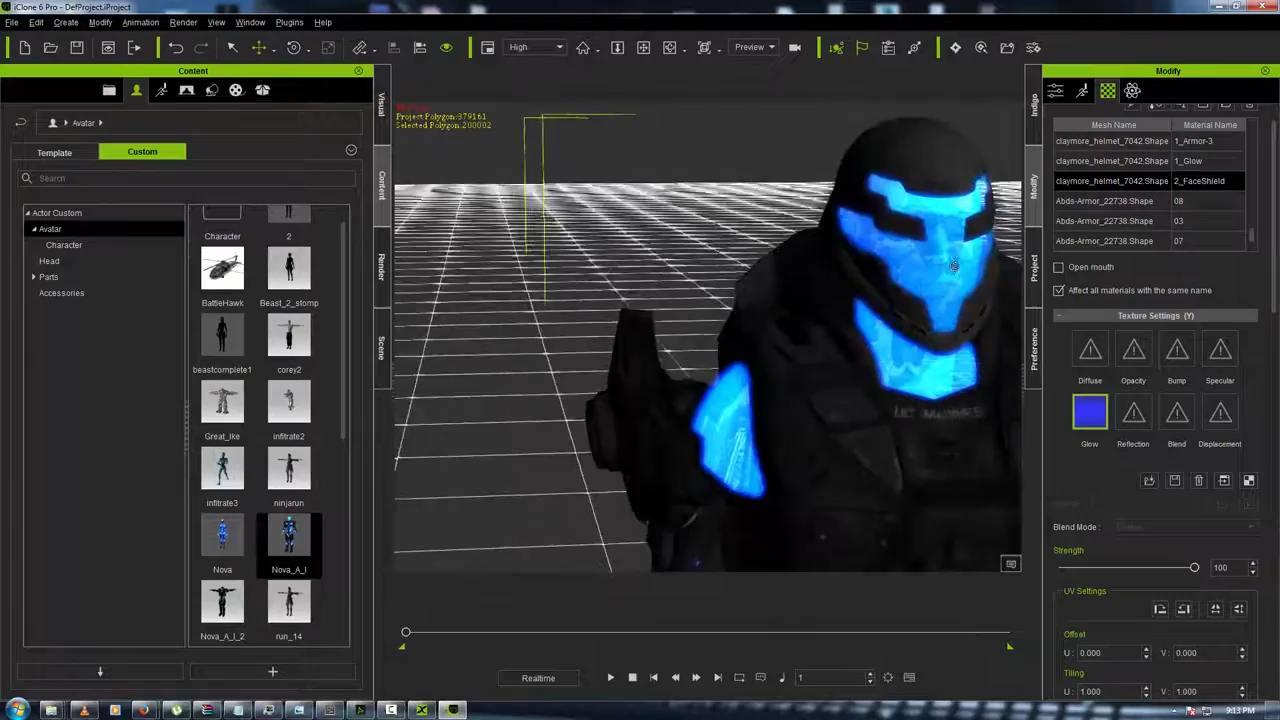 iClone 6 Pro - DefProject.iProject
File Edit Create Modify Animation Render View Window Plugins Help
High
Preview
Content
Avatar
Template Custom
Search
Actor Custom
Avatar
Character
Head
Parts
Accessories
Character 2
BattleHawk Beast_2_stomp
beastcomplete1 corey2
Great_Ike infiltrate2
infitrate3 ninjarun
Nova Nova_A_I
Nova_A_I_2 run_14
Visual
Content
Render
Scene
Project Polygon:379161
Selected Polygon:200002
Realtime
1
Indigo
Modify
Project
Preference
Modify
Mesh Name Material Name
claymore_helmet_7042.Shape 1_Armor-3
claymore_helmet_7042.Shape 1_Glow
claymore_helmet_7042.Shape 2_FaceShield
Abds-Armor_22738.Shape 08
Abds-Armor_22738.Shape 03
Abds-Armor_22738.Shape 07
Open mouth
Affect all materials with the same name
Texture Settings (Y)
Diffuse Opacity Bump Specular
Glow Reflection Blend Displacement
Blend Mode :
Strength
100
UV Settings
Offset
U : 0.000 V : 0.000
Tiling
U : 1.000 V : 1.000
9:13 PM